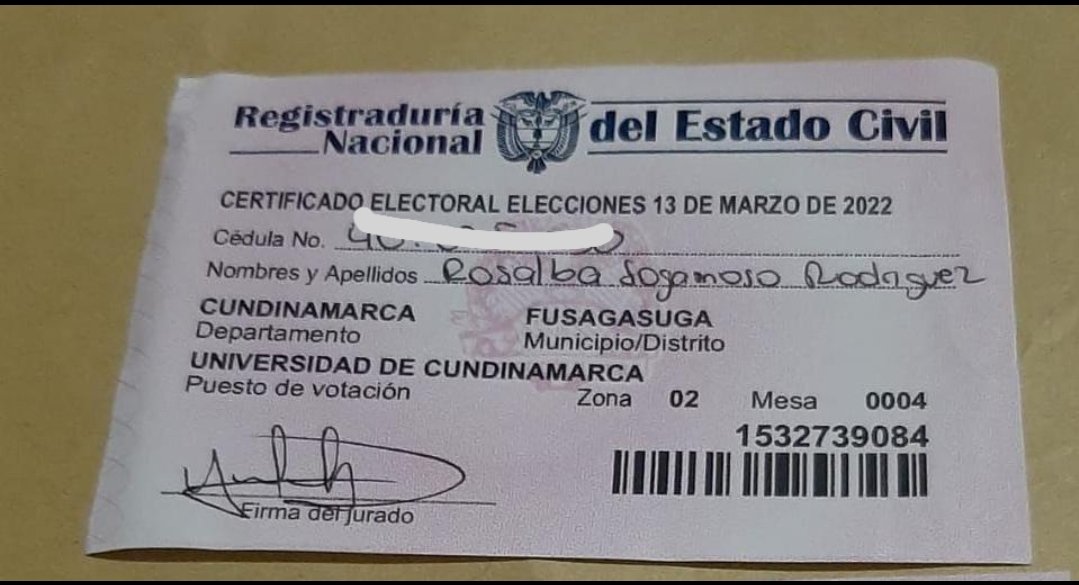 Registraduría Nacional del Estado Civil
CERTIFICADO ELECTORAL ELECCIONES 13 DE MARZO DE 2022
Cédula No.
Nombres y Apellidos Rosalba Sogamoso Rodriguez
CUNDINAMARCA FUSAGASUGA
Departamento Municipio/Distrito
UNIVERSIDAD DE CUNDINAMARCA
Puesto de votación Zona 02 Mesa 0004
1532739084
Firma del jurado